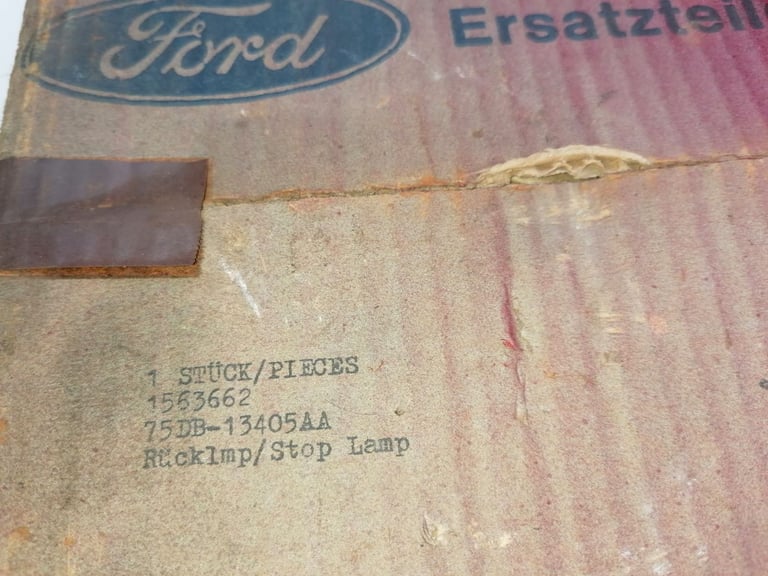 Ford
Ersatzteile
1 STÜCK/PIECES
1563662
75DB-13405AA
Rücklmp/Stop Lamp